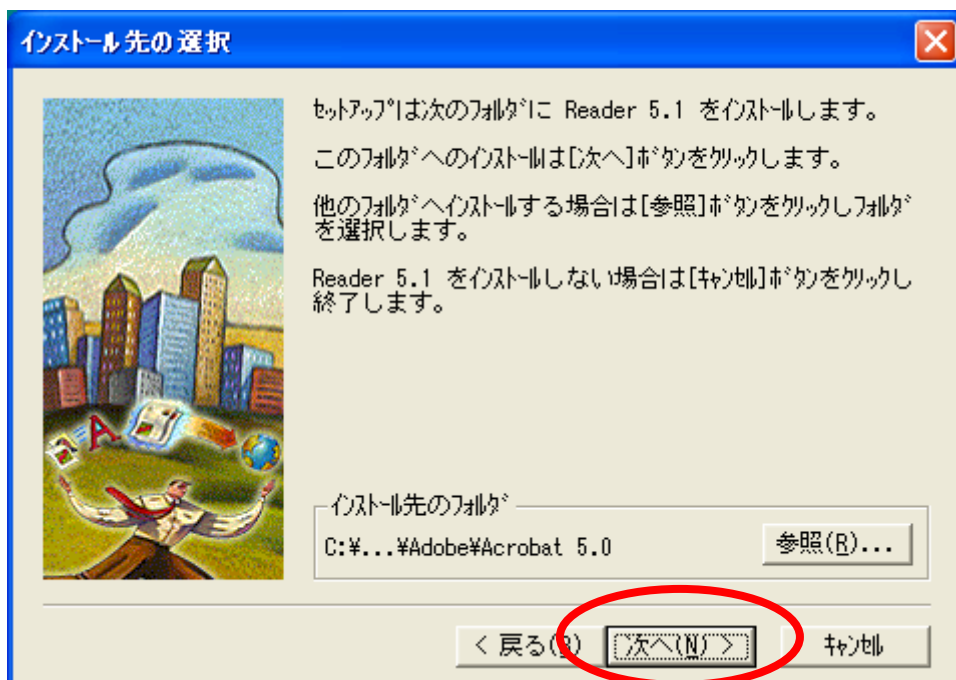 インストール先の選択
ｾｯﾄｱｯﾌﾟは次のﾌｫﾙﾀﾞに Reader 5.1 をｲﾝｽﾄｰﾙします。
このﾌｫﾙﾀﾞへのｲﾝｽﾄｰﾙは[次へ]ﾎﾞﾀﾝをｸﾘｯｸします。
他のﾌｫﾙﾀﾞへｲﾝｽﾄｰﾙする場合は[参照]ﾎﾞﾀﾝをｸﾘｯｸしﾌｫﾙﾀﾞ
を選択します。
Reader 5.1 をｲﾝｽﾄｰﾙしない場合は[ｷｬﾝｾﾙ]ﾎﾞﾀﾝをｸﾘｯｸし
終了します。
A
ｲﾝｽﾄｰﾙ先のﾌｫﾙﾀﾞ
C:¥...¥Adobe¥Acrobat 5.0
参照(R)...
< 戻る(B)
次へ(N) >
ｷｬﾝｾﾙ